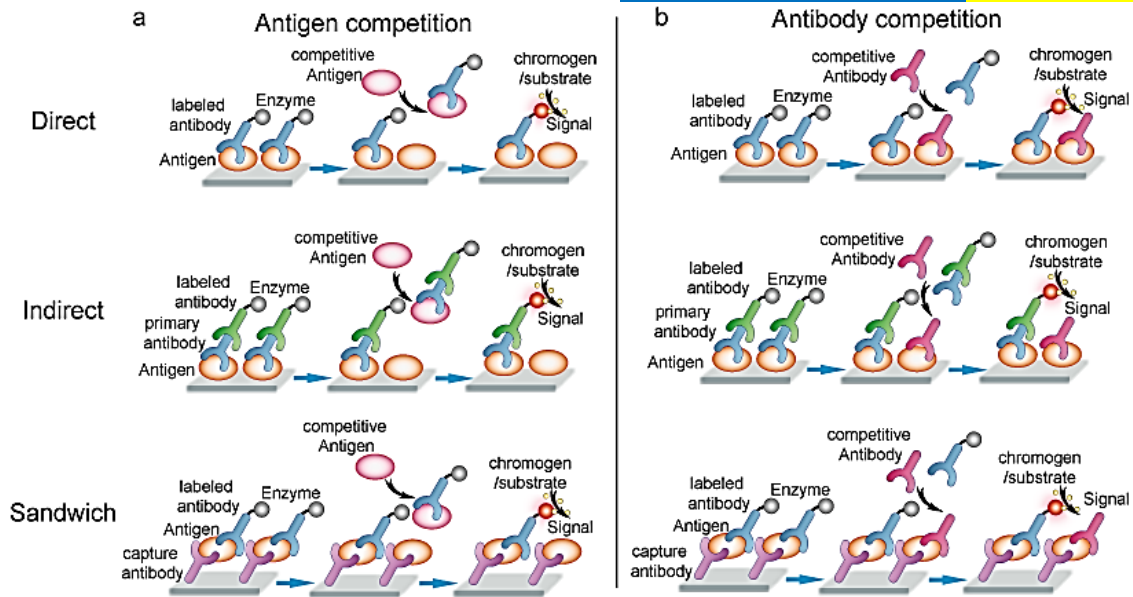 a
Antigen competition
b
Antibody competition
Direct
competitive
Antigen
chromogen
/substrate
labeled
antibody
Enzyme
Signal
Antigen
competitive
Antibody
chromogen
/substrate
labeled
antibody
Enzyme
Signal
Antigen
Indirect
competitive
Antigen
chromogen
/substrate
labeled
antibody
Enzyme
Signal
primary
antibody
Antigen
competitive
Antibody
chromogen
/substrate
labeled
antibody
Enzyme
Signal
primary
antibody
Antigen
Sandwich
competitive
Antigen
chromogen
/substrate
labeled
antibody
Enzyme
Signal
Antigen
capture
antibody
competitive
Antibody
chromogen
/substrate
labeled
antibody
Enzyme
Signal
Antigen
capture
antibody